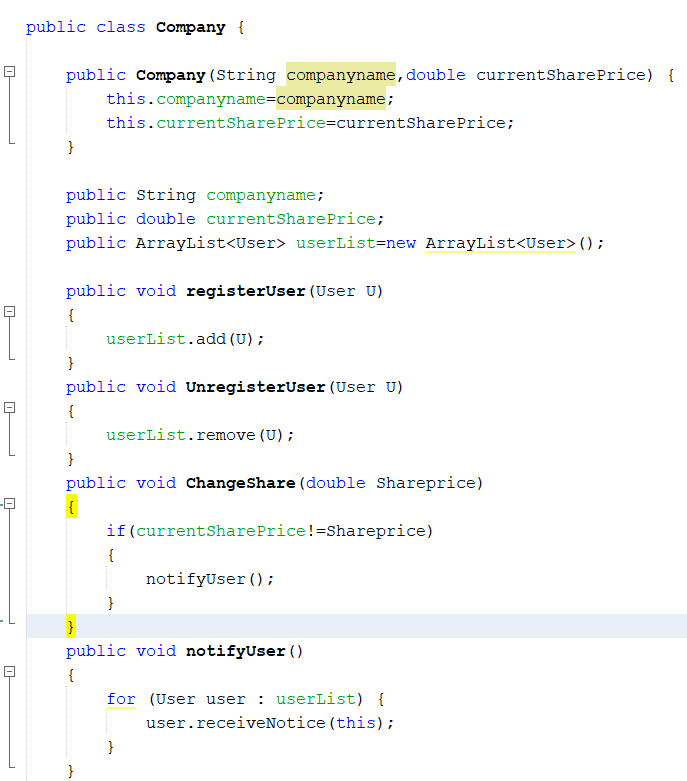 public class Company {
public Company(String companyname,double currentSharePrice) {
this.companyname=companyname;
this.currentSharePrice=currentSharePrice;
}
public String companyname;
public double currentSharePrice;
public ArrayList<User> userList=new ArrayList<User>();
public void registerUser(User U)
{
userList.add(U);
}
public void UnregisterUser(User U)
{
userList.remove(U);
}
public void ChangeShare(double Shareprice)
{
if(currentSharePrice!=Shareprice)
{
notifyUser();
}
}
public void notifyUser()
{
for (User user : userList) {
user.receiveNotice(this);
}
}